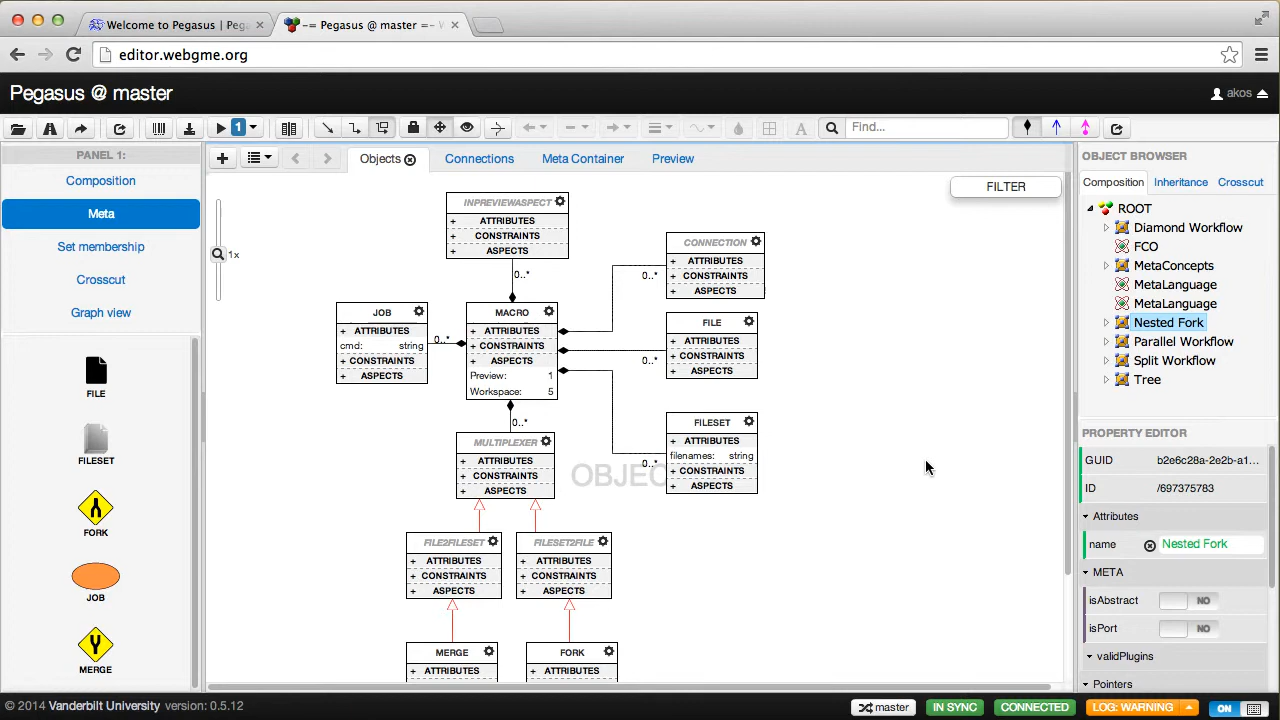 Welcome to Pegasus | Peg
-= Pegasus @ master =-
editor.webgme.org
Pegasus @ master
akos
1
Find...
PANEL 1:
Composition
Meta
Set membership
Crosscut
Graph view
FILE
FILESET
FORK
JOB
MERGE
Objects
Connections
Meta Container
Preview
FILTER
1x
INPREVIEWASPECT
+ ATTRIBUTES
+ CONSTRAINTS
+ ASPECTS
0..*
CONNECTION
+ ATTRIBUTES
+ CONSTRAINTS
+ ASPECTS
0..*
JOB
+ ATTRIBUTES
cmd: string
+ CONSTRAINTS
+ ASPECTS
0..*
MACRO
+ ATTRIBUTES
+ CONSTRAINTS
+ ASPECTS
Preview: 1
Workspace: 5
0..*
FILE
+ ATTRIBUTES
+ CONSTRAINTS
+ ASPECTS
0..*
FILESET
+ ATTRIBUTES
filenames: string
+ CONSTRAINTS
+ ASPECTS
0..*
MULTIPLEXER
+ ATTRIBUTES
+ CONSTRAINTS
+ ASPECTS
OBJEC
FILE2FILESET
+ ATTRIBUTES
+ CONSTRAINTS
+ ASPECTS
FILESET2FILE
+ ATTRIBUTES
+ CONSTRAINTS
+ ASPECTS
MERGE
+ ATTRIBUTES
FORK
+ ATTRIBUTES
OBJECT BROWSER
Composition
Inheritance
Crosscut
ROOT
Diamond Workflow
FCO
MetaConcepts
MetaLanguage
MetaLanguage
Nested Fork
Parallel Workflow
Split Workflow
Tree
PROPERTY EDITOR
GUID b2e6c28a-2e2b-a1...
ID /697375783
Attributes
name Nested Fork
META
isAbstract NO
isPort NO
validPlugins
Pointers
© 2014 Vanderbilt University version: 0.5.12
master
IN SYNC
CONNECTED
LOG: WARNING
ON